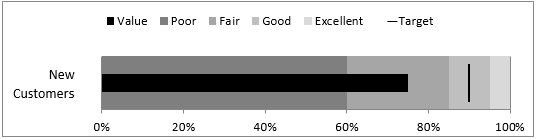 Value Poor Fair Good Excellent Target
New
Customers
0% 20% 40% 60% 80% 100%